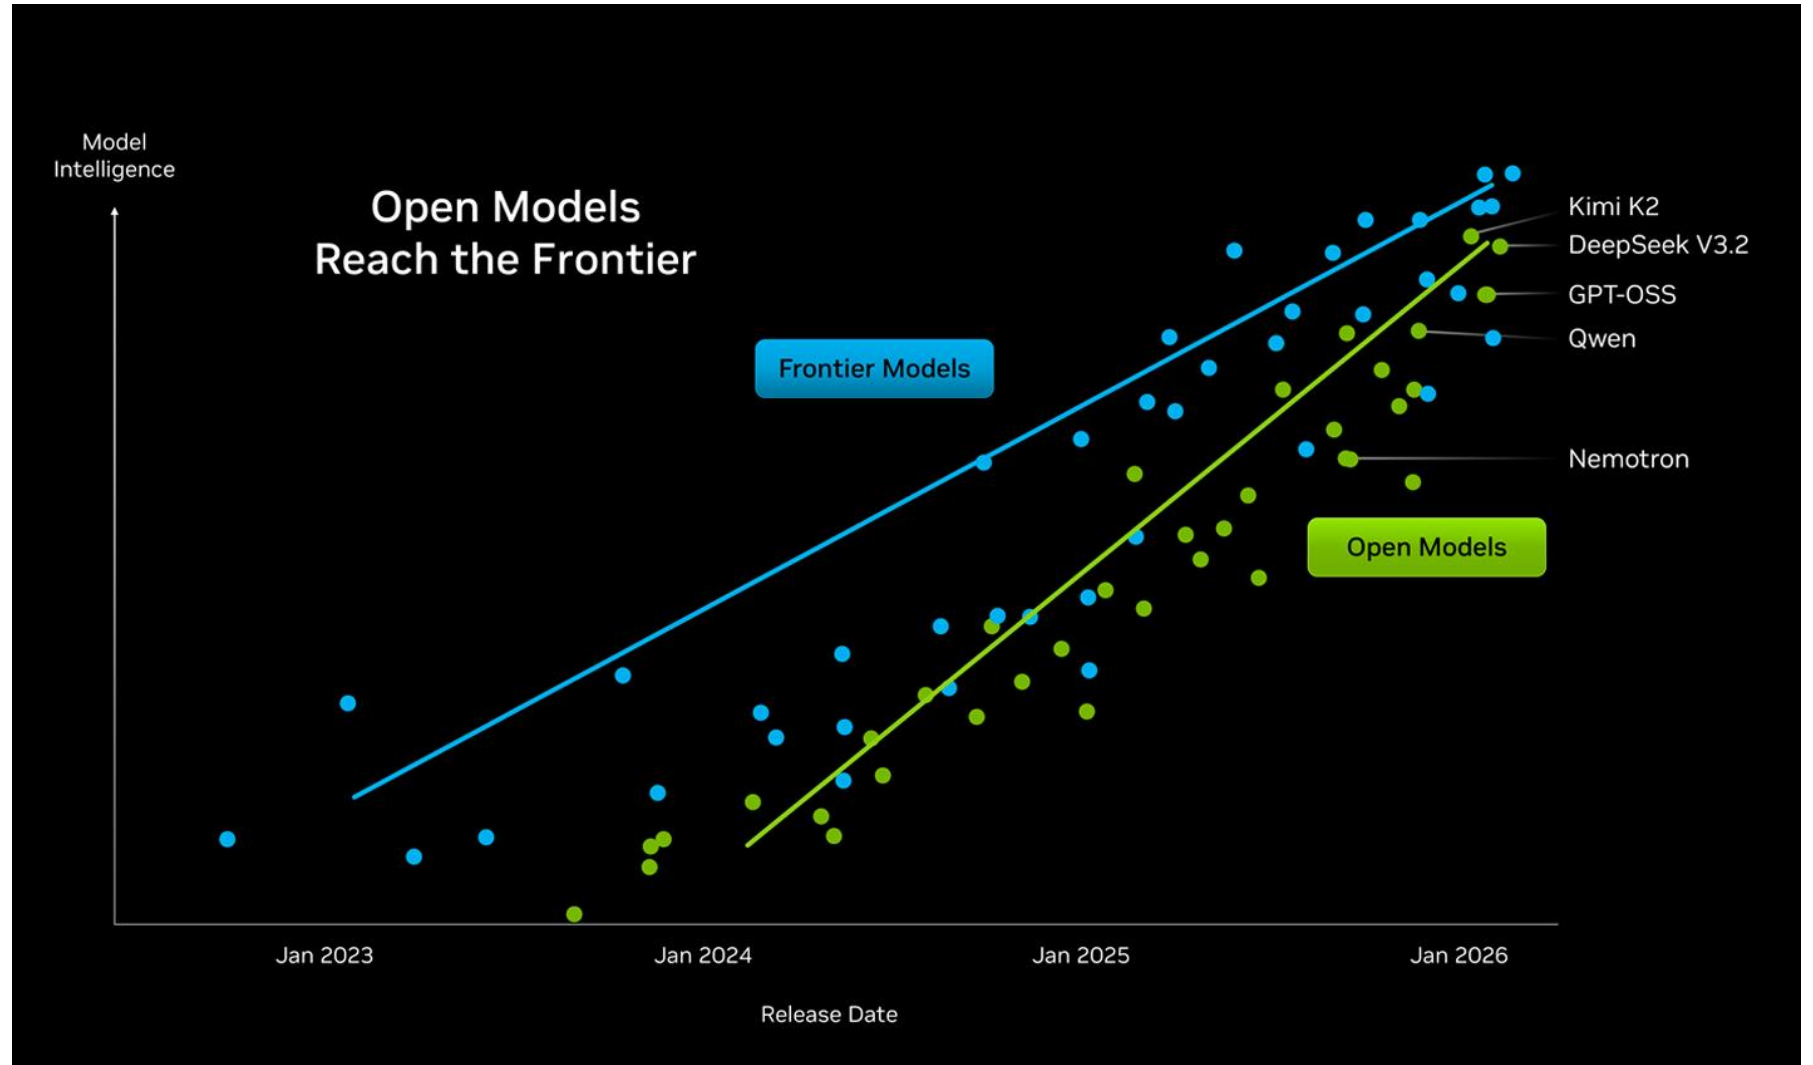 Model
Intelligence
Open Models
Reach the Frontier
Frontier Models
Kimi K2
DeepSeek V3.2
GPT-OSS
Qwen
Nemotron
Open Models
Jan 2023
Jan 2024
Jan 2025
Jan 2026
Release Date